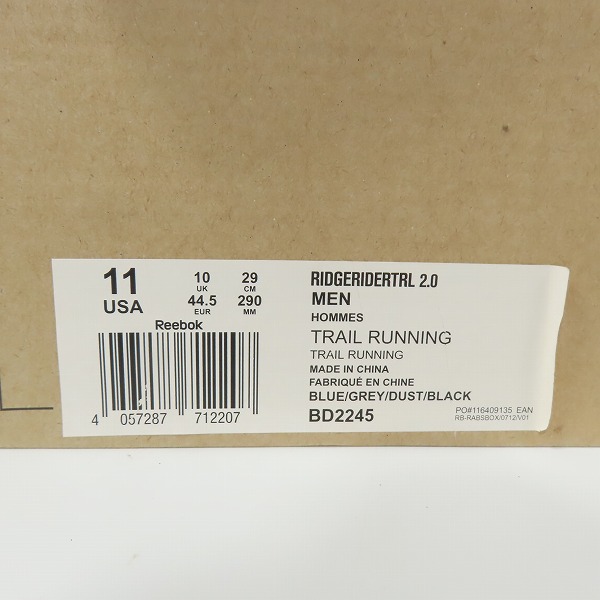 11
USA
10
UK
44.5
EUR
29
CM
290
MM
Reebok
4 057287 712207
RIDGERIDERTRL 2.0
MEN
HOMMES
TRAIL RUNNING
TRAIL RUNNING
MADE IN CHINA
FABRIQUÉ EN CHINE
BLUE/GREY/DUST/BLACK
BD2245
PO#116409135 EAN
RB-RABSBOX/0712/V01